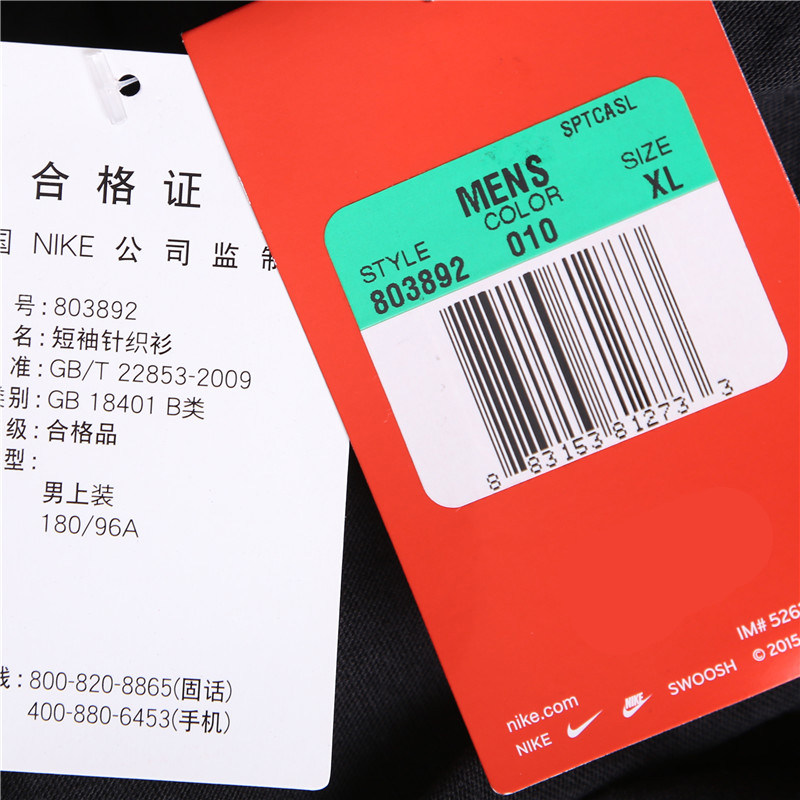 合格证
国 NIKE 公司监制
号:803892
名:短袖针织衫
准:GB/T 22853-2009
类别:GB 18401 B类
级:合格品
型:
男上装
180/96A
线:800-820-8865(固话)
400-880-6453(手机)
SPTCASL
MENS
STYLE COLOR SIZE
803892 010 XL
8 83153 81273 3
IM# 526
© 2015
nike.com
NIKE SWOOSH